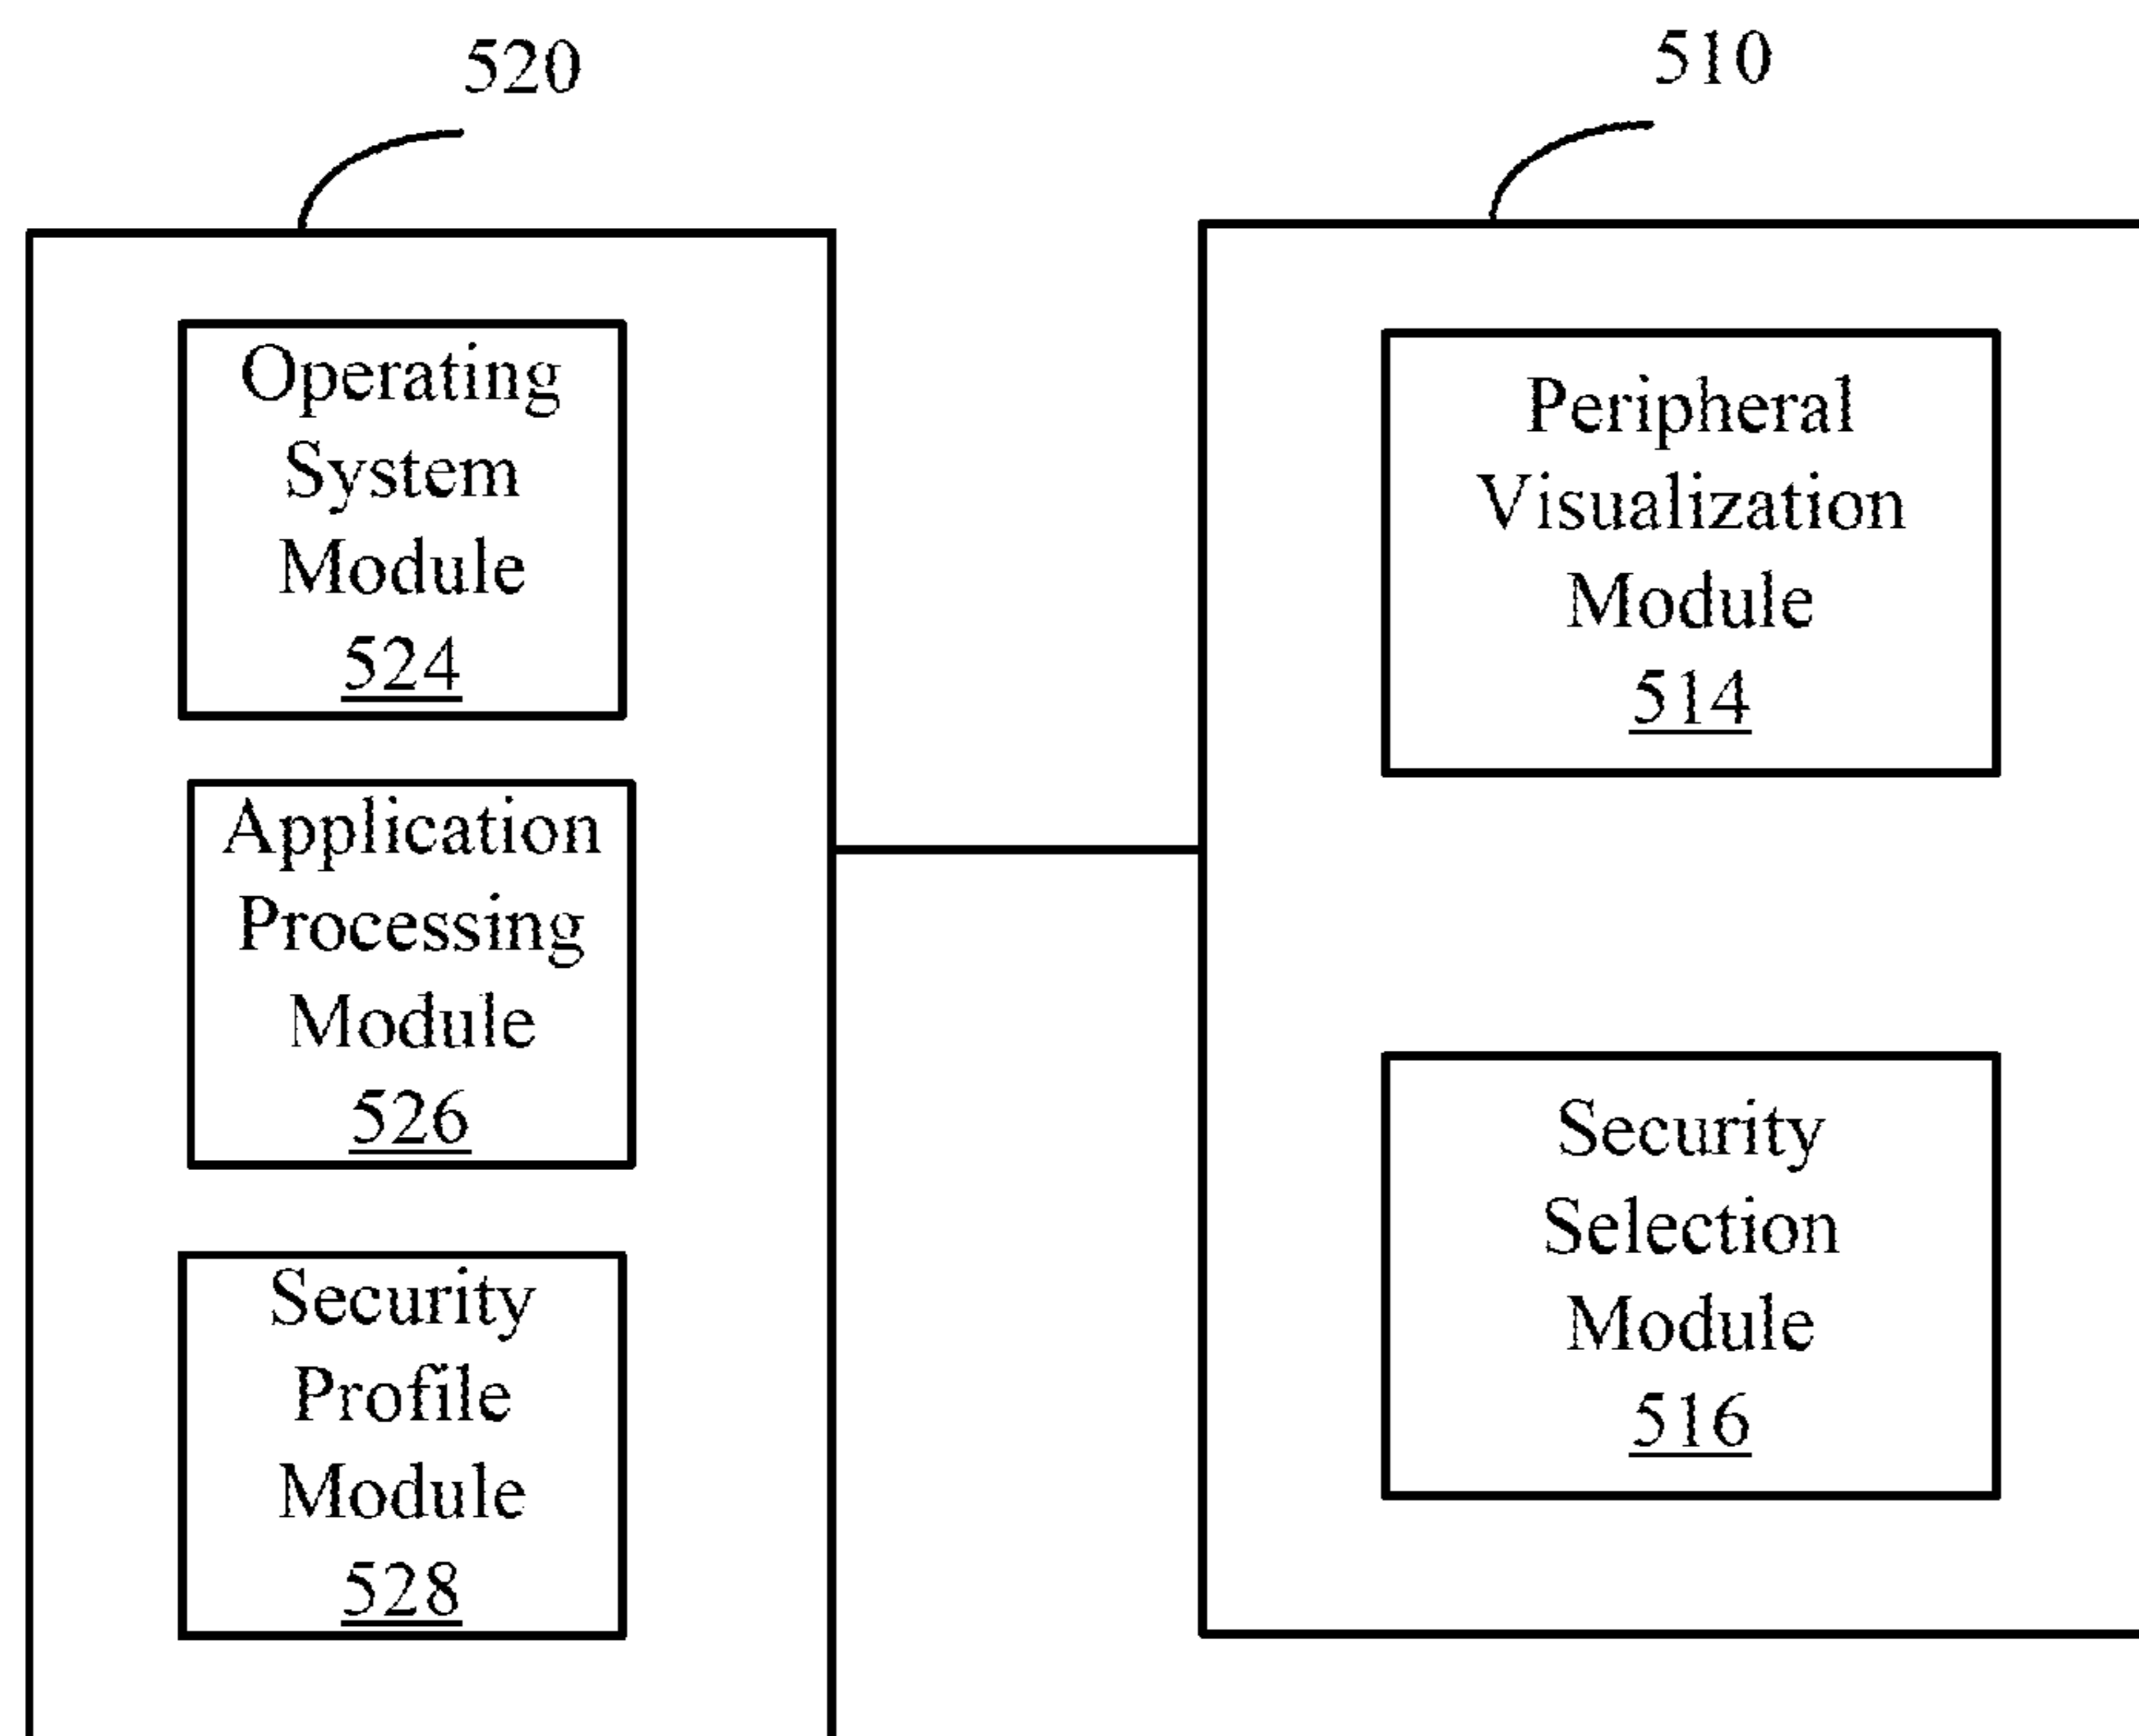 520
Operating
System
Module
524
Application
Processing
Module
526
Security
Profile
Module
528
510
Peripheral
Visualization
Module
514
Security
Selection
Module
516